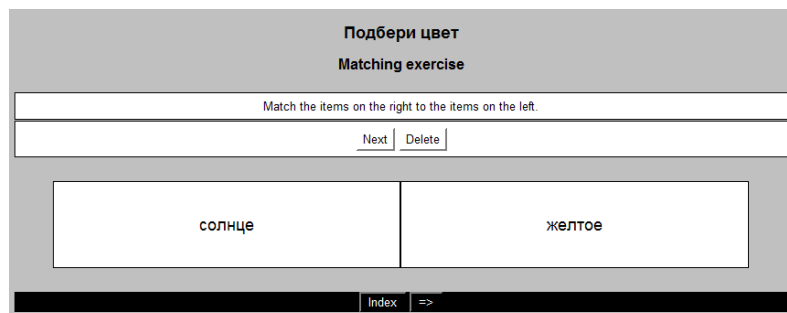 Подбери цвет
Matching exercise
Match the items on the right to the items on the left.
Next Delete
солнце желтое
Index =>